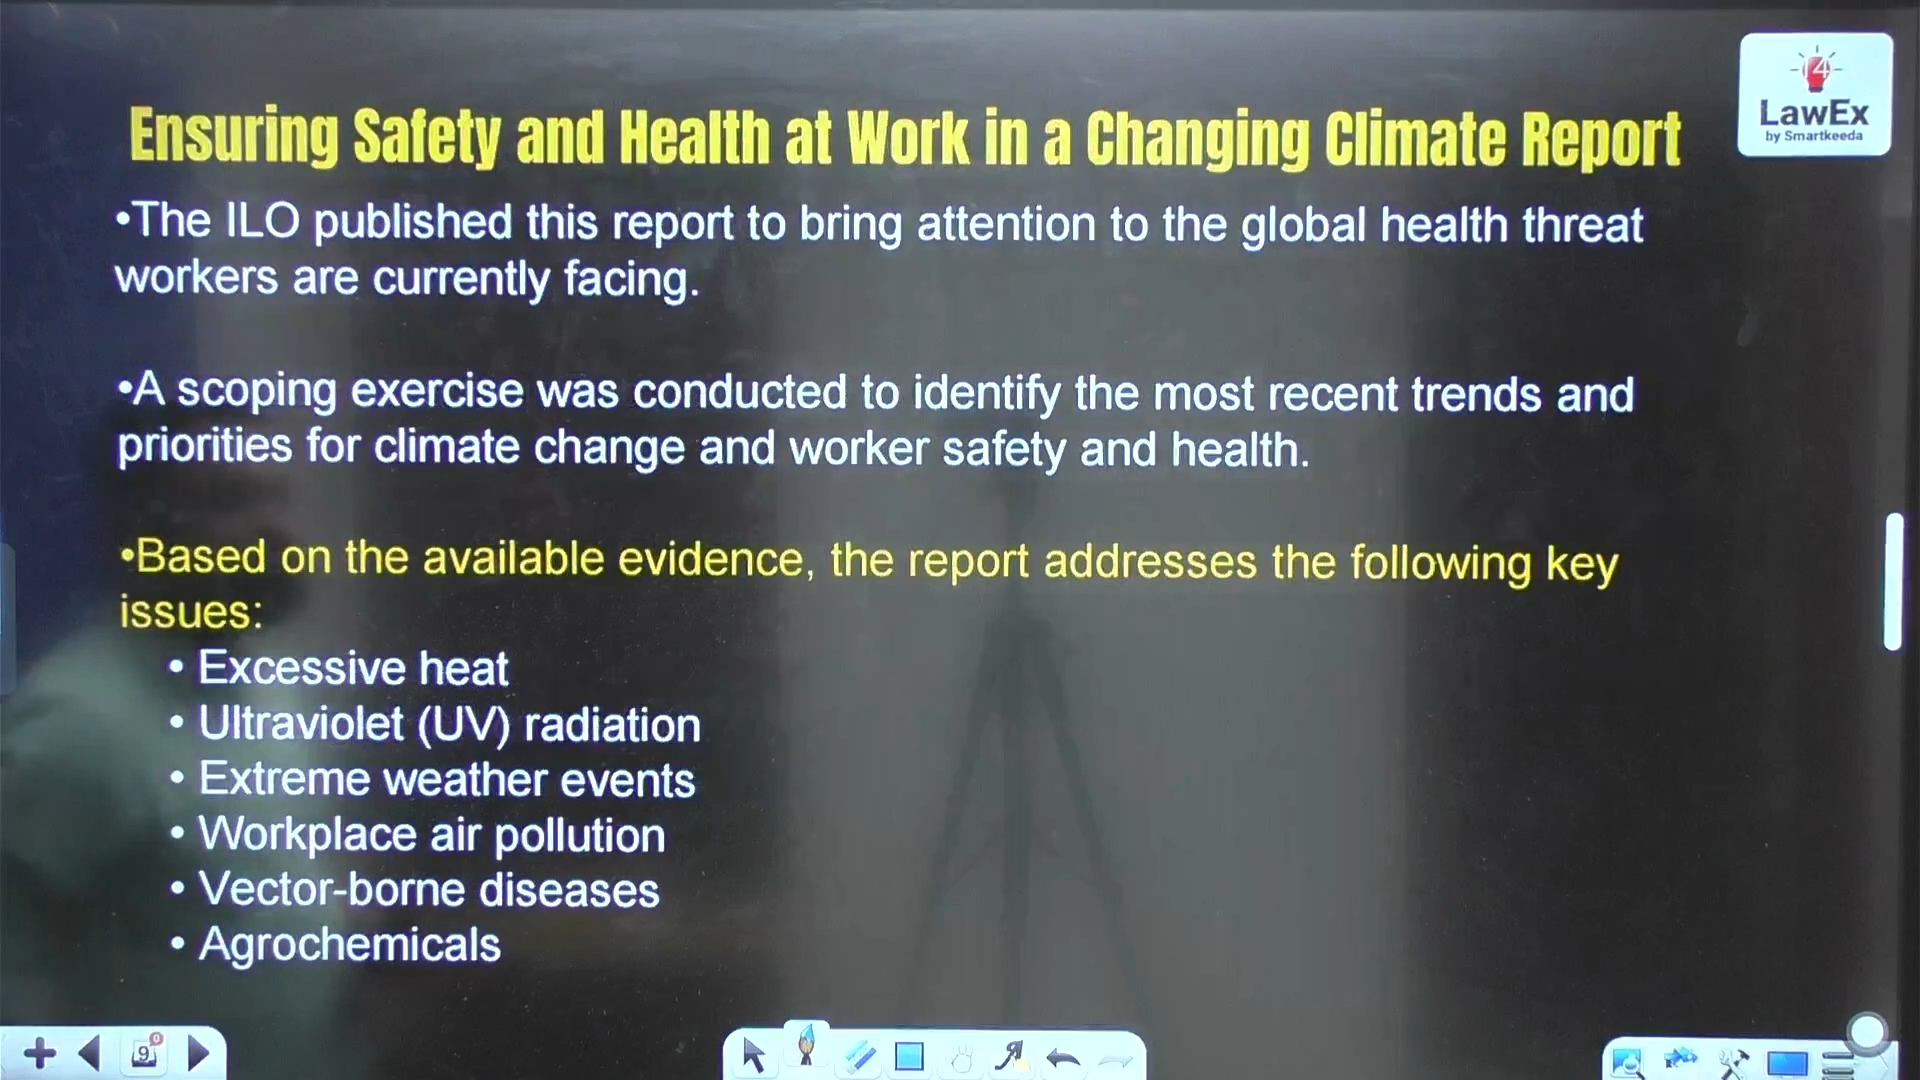 14
LawEx
by Smartkeeda
Ensuring Safety and Health at Work in a Changing Climate Report
•The ILO published this report to bring attention to the global health threat
workers are currently facing.
•A scoping exercise was conducted to identify the most recent trends and
priorities for climate change and worker safety and health.
•Based on the available evidence, the report addresses the following key
issues:
• Excessive heat
• Ultraviolet (UV) radiation
• Extreme weather events
• Workplace air pollution
• Vector-borne diseases
• Agrochemicals
9
0